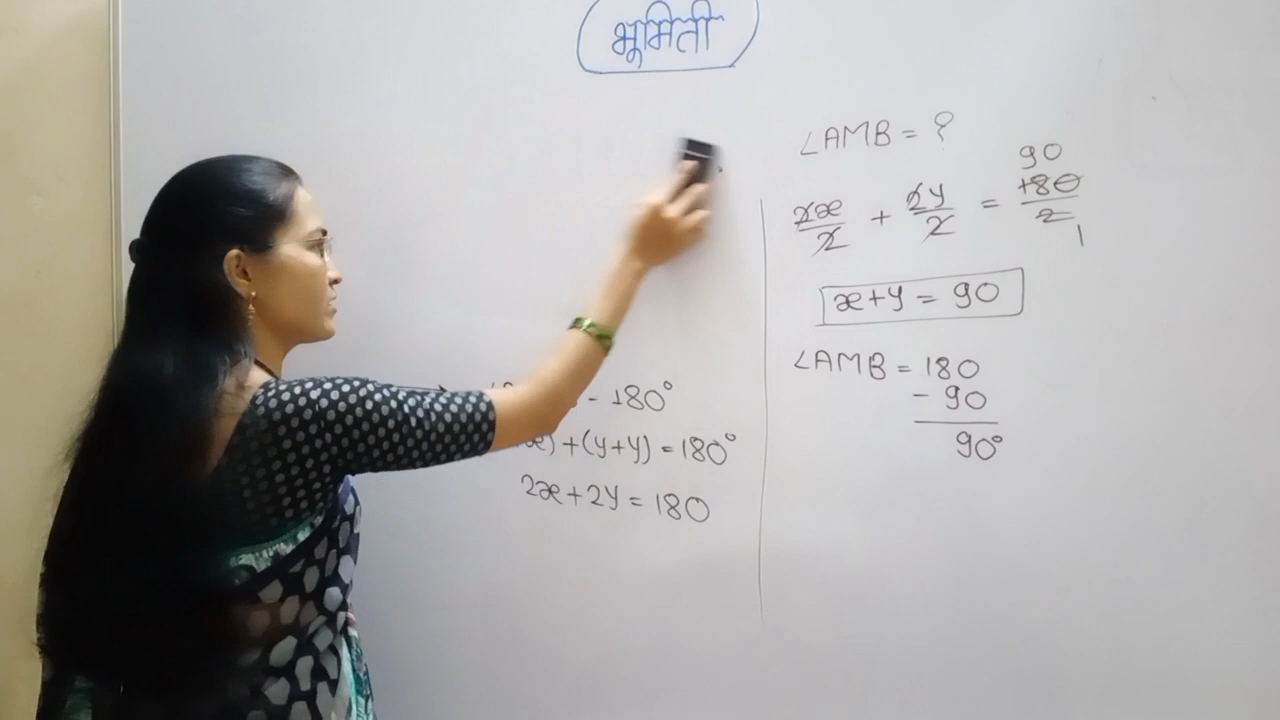 भूमिती
- 180°
) + (y+y) = 180°
2x + 2y = 180
∠AMB = ?
90
2x/2 + 2y/2 = 180/2
1
x+y = 90
∠AMB = 180
- 90
90°